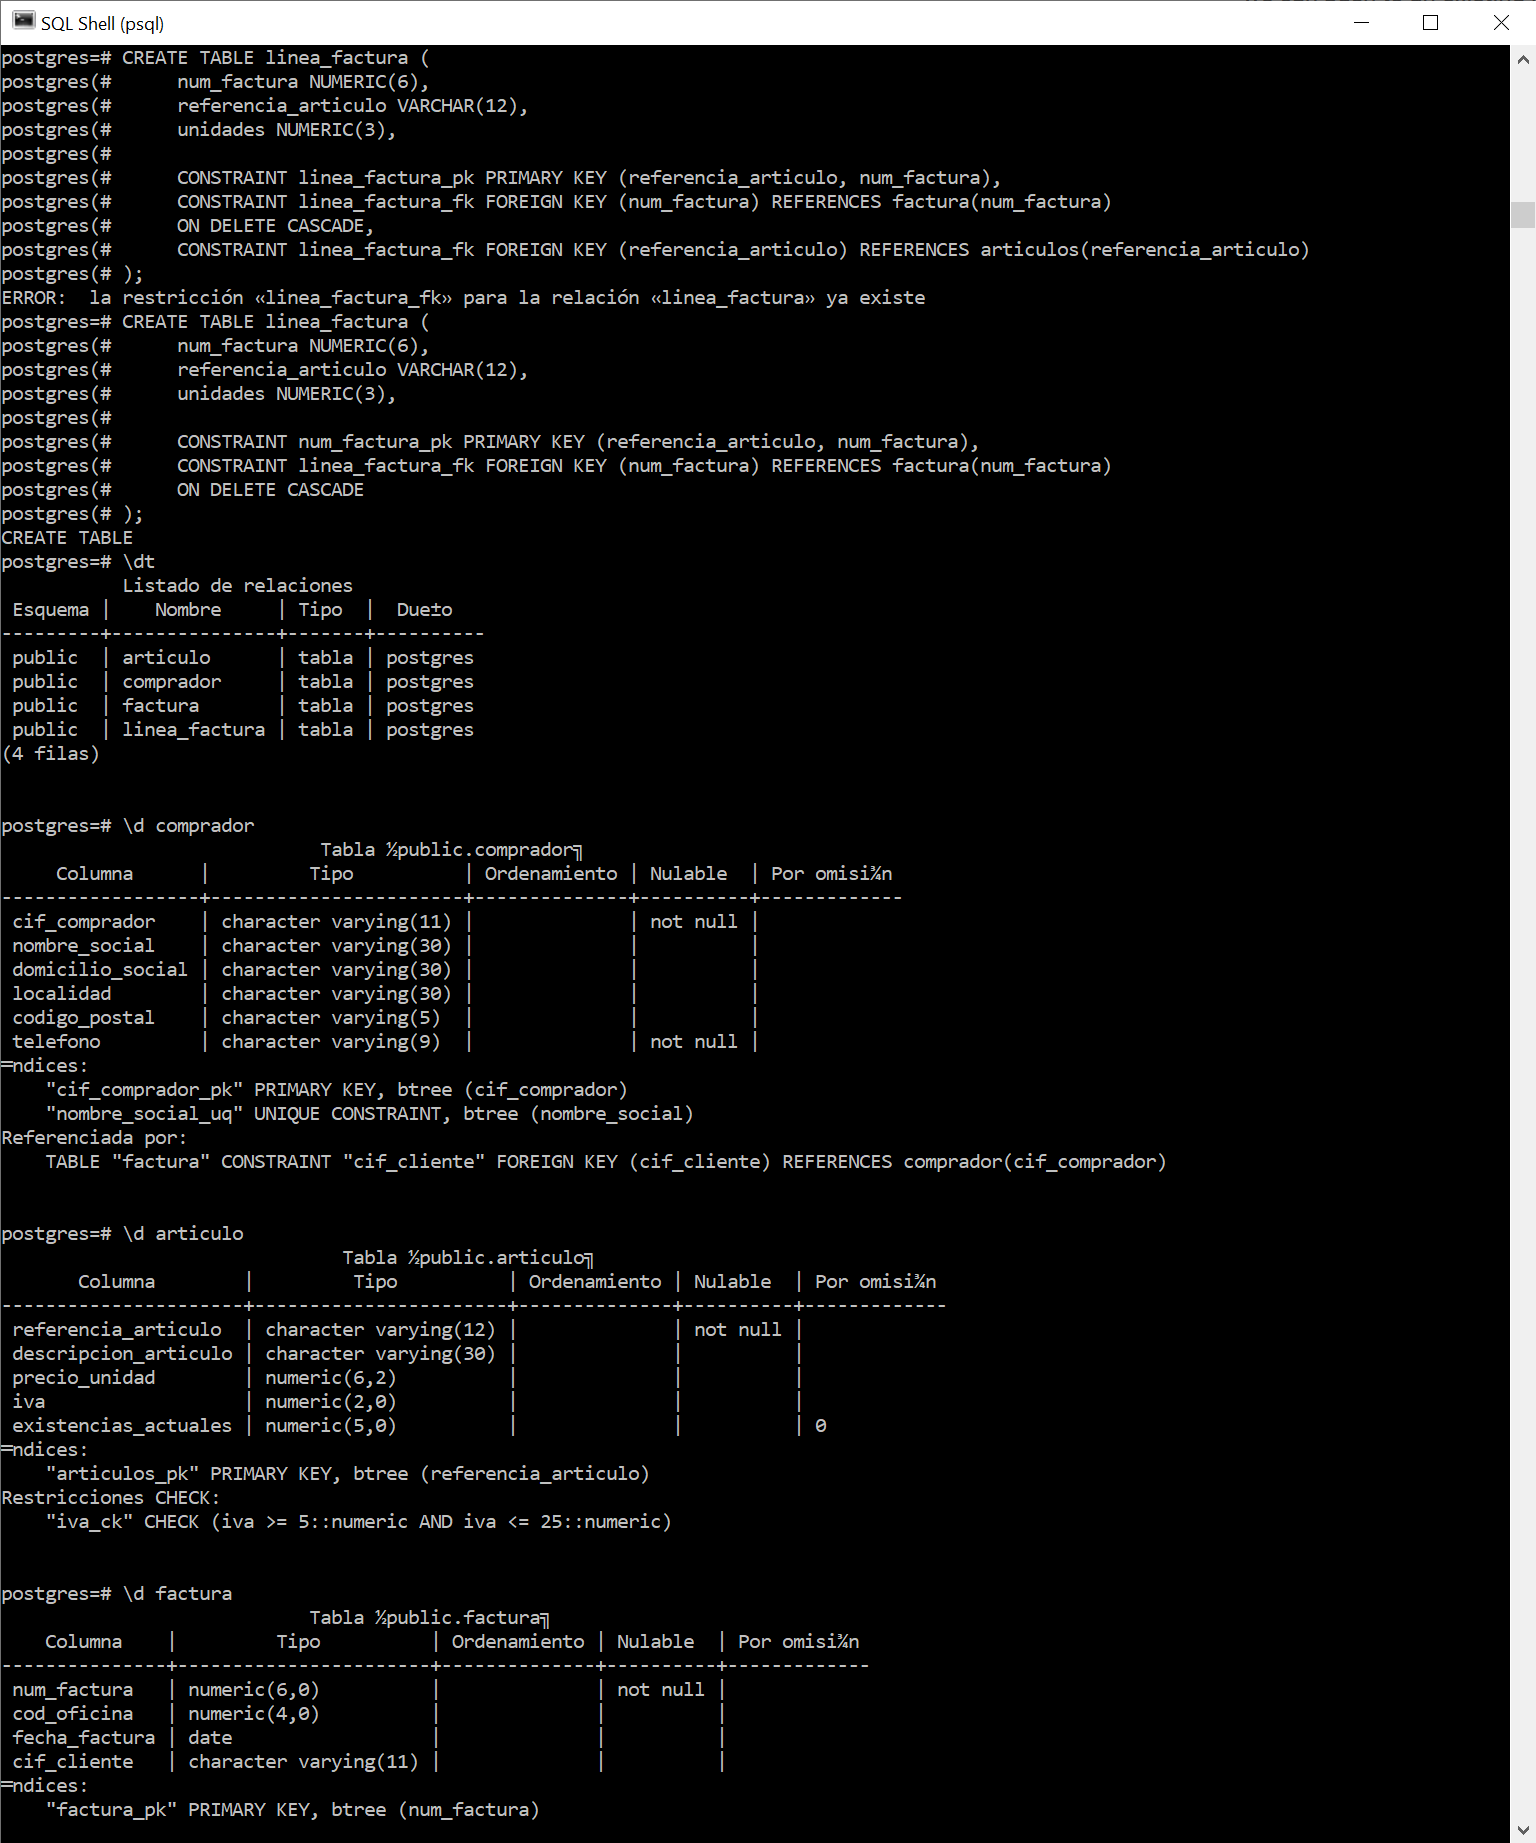 SQL Shell (psql)
postgres=# CREATE TABLE linea_factura (
postgres(#      num_factura NUMERIC(6),
postgres(#      referencia_articulo VARCHAR(12),
postgres(#      unidades NUMERIC(3),
postgres(#
postgres(#      CONSTRAINT linea_factura_pk PRIMARY KEY (referencia_articulo, num_factura),
postgres(#      CONSTRAINT linea_factura_fk FOREIGN KEY (num_factura) REFERENCES factura(num_factura)
postgres(#      ON DELETE CASCADE,
postgres(#      CONSTRAINT linea_factura_fk FOREIGN KEY (referencia_articulo) REFERENCES articulos(referencia_articulo)
postgres(# );
ERROR:  la restricción «linea_factura_fk» para la relación «linea_factura» ya existe
postgres=# CREATE TABLE linea_factura (
postgres(#      num_factura NUMERIC(6),
postgres(#      referencia_articulo VARCHAR(12),
postgres(#      unidades NUMERIC(3),
postgres(#
postgres(#      CONSTRAINT num_factura_pk PRIMARY KEY (referencia_articulo, num_factura),
postgres(#      CONSTRAINT linea_factura_fk FOREIGN KEY (num_factura) REFERENCES factura(num_factura)
postgres(#      ON DELETE CASCADE
postgres(# );
CREATE TABLE
postgres=# \dt
           Listado de relaciones
 Esquema |    Nombre     | Tipo  |  Due±o
---------+---------------+-------+----------
 public  | articulo      | tabla | postgres
 public  | comprador     | tabla | postgres
 public  | factura       | tabla | postgres
 public  | linea_factura | tabla | postgres
(4 filas)
postgres=# \d comprador
                             Tabla ½public.comprador╗
     Columna      |         Tipo          | Ordenamiento | Nulable  | Por omisi¾n
------------------+-----------------------+--------------+----------+-------------
 cif_comprador    | character varying(11) |              | not null |
 nombre_social    | character varying(30) |              |          |
 domicilio_social | character varying(30) |              |          |
 localidad        | character varying(30) |              |          |
 codigo_postal    | character varying(5)  |              |          |
 telefono         | character varying(9)  |              | not null |
═ndices:
    "cif_comprador_pk" PRIMARY KEY, btree (cif_comprador)
    "nombre_social_uq" UNIQUE CONSTRAINT, btree (nombre_social)
Referenciada por:
    TABLE "factura" CONSTRAINT "cif_cliente" FOREIGN KEY (cif_cliente) REFERENCES comprador(cif_comprador)
postgres=# \d articulo
                               Tabla ½public.articulo╗
       Columna        |         Tipo          | Ordenamiento | Nulable  | Por omisi¾n
----------------------+-----------------------+--------------+----------+-------------
 referencia_articulo  | character varying(12) |              | not null |
 descripcion_articulo | character varying(30) |              |          |
 precio_unidad        | numeric(6,2)          |              |          |
 iva                  | numeric(2,0)          |              |          |
 existencias_actuales | numeric(5,0)          |              |          | 0
═ndices:
    "articulos_pk" PRIMARY KEY, btree (referencia_articulo)
Restricciones CHECK:
    "iva_ck" CHECK (iva >= 5::numeric AND iva <= 25::numeric)
postgres=# \d factura
                            Tabla ½public.factura╗
    Columna    |         Tipo          | Ordenamiento | Nulable  | Por omisi¾n
---------------+-----------------------+--------------+----------+-------------
 num_factura   | numeric(6,0)          |              | not null |
 cod_oficina   | numeric(4,0)          |              |          |
 fecha_factura | date                  |              |          |
 cif_cliente   | character varying(11) |              |          |
═ndices:
    "factura_pk" PRIMARY KEY, btree (num_factura)